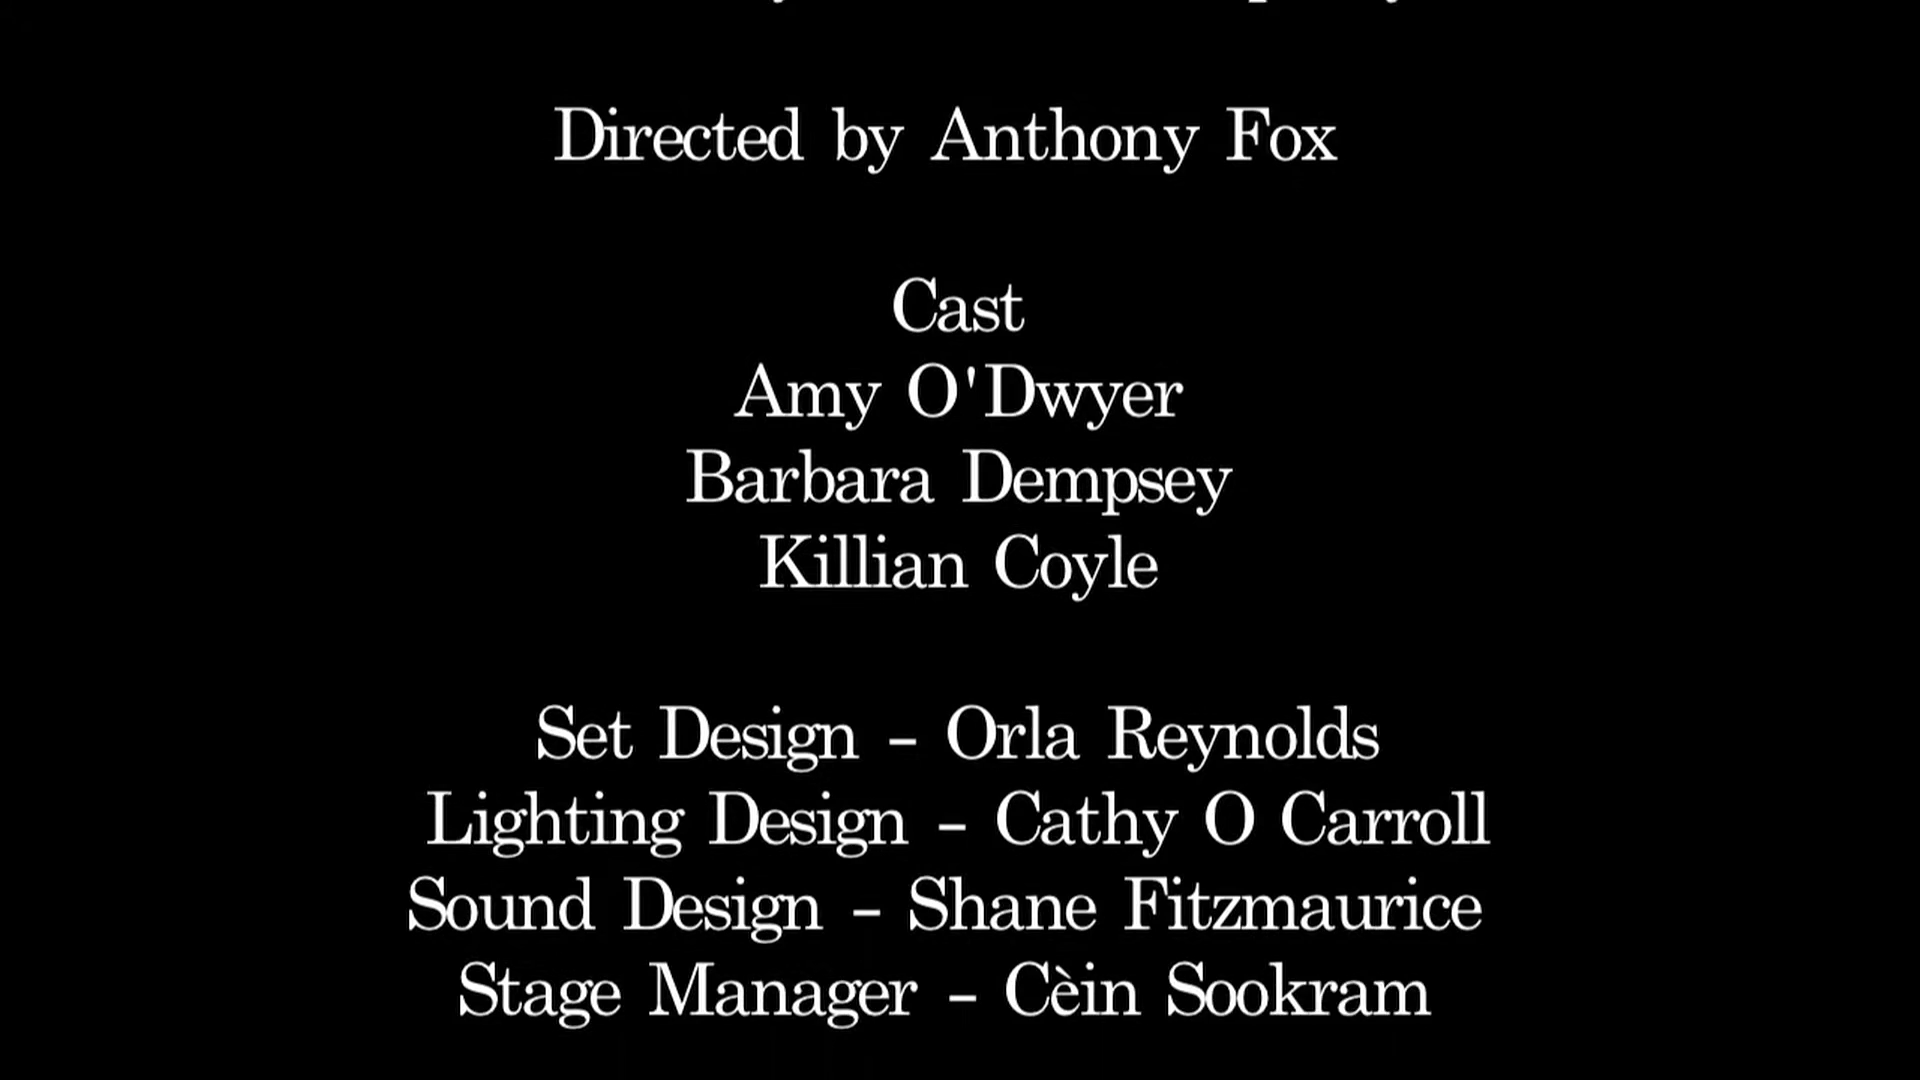 Directed by Anthony Fox
Cast
Amy O'Dwyer
Barbara Dempsey
Killian Coyle
Set Design - Orla Reynolds
Lighting Design - Cathy O Carroll
Sound Design - Shane Fitzmaurice
Stage Manager - Cèin Sookram